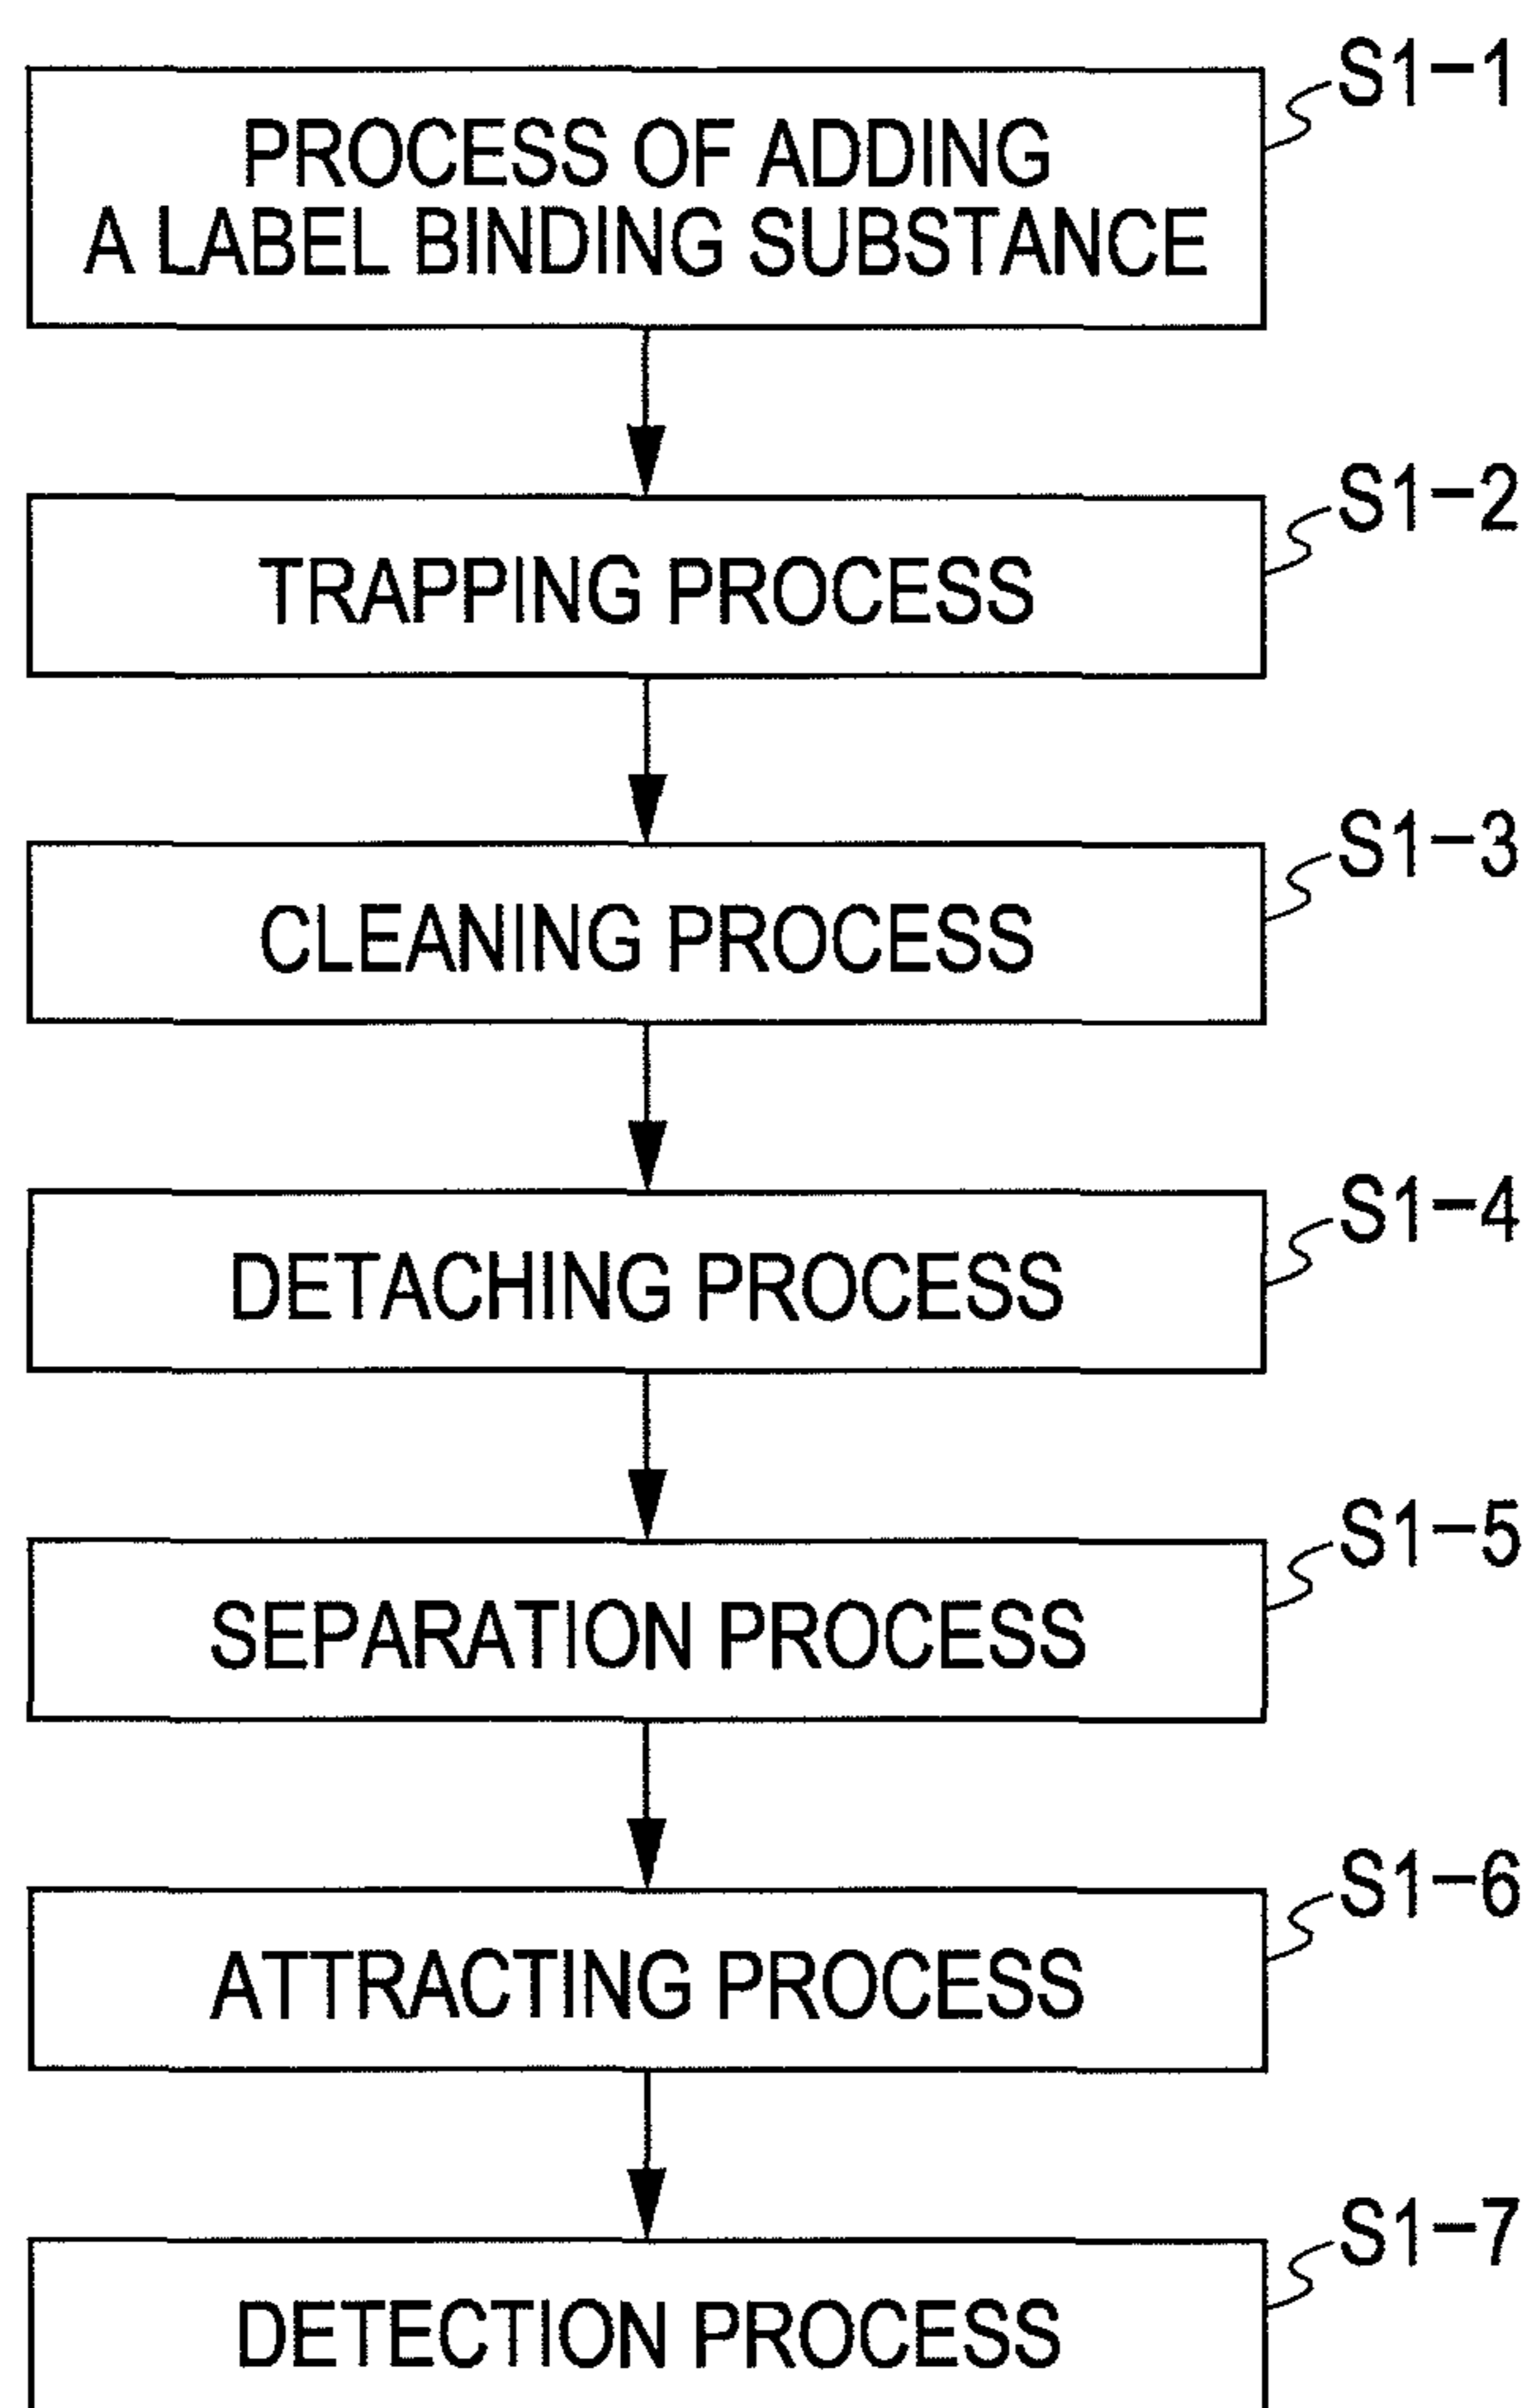 S1-1
PROCESS OF ADDING
A LABEL BINDING SUBSTANCE
S1-2
TRAPPING PROCESS
S1-3
CLEANING PROCESS
S1-4
DETACHING PROCESS
S1-5
SEPARATION PROCESS
S1-6
ATTRACTING PROCESS
S1-7
DETECTION PROCESS